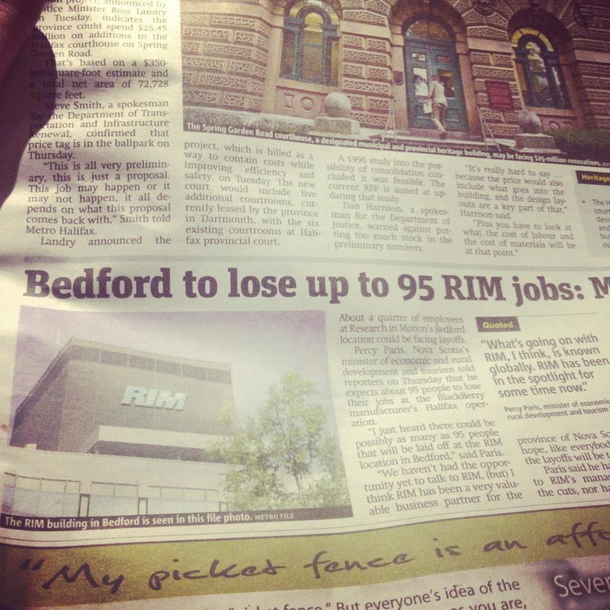 project, announced by
Justice Minister Ross Landry
on Tuesday, indicates the
province could spend $25.45
million on additions to the
Halifax courthouse on Spring
Garden Road.
That's based on a $350-
per-square-foot estimate and
a total net area of 72,728
square feet.
Steve Smith, a spokesman
for the Department of Trans-
portation and Infrastructure
Renewal, confirmed that
price tag is in the ballpark on
Thursday.
"This is all very prelimin-
ary, this is just a proposal.
This job may happen or it
may not happen, it all de-
pends on what this proposal
comes back with," Smith told
Metro Halifax.
Landry announced the
The Spring Garden Road courthouse, a designated municipal and provincial heritage building, may be facing $25-million renovations.
project, which is billed as a
way to contain costs while
improving efficiency and
safety, on Tuesday. The new
court would include five
additional courtrooms, cur-
rently leased by the province
in Dartmouth, with the six
existing courtrooms at Hali-
fax provincial court.
A 1996 study into the pos-
sibility of consolidation con-
cluded it was feasible. The
current RFP is aimed at up-
dating that study.
Dan Harrison, a spokes-
man for the Department of
Justice, warned against put-
ting too much stock in the
preliminary numbers.
"It's really hard to say ...
because the price would also
include what goes into the
building, and the design lay-
outs are a key part of that,"
Harrison said.
"Plus you have to look at
what the cost of labour and
the cost of materials will be
at that point."
Heritage
• The H
Bedford to lose up to 95 RIM jobs: M
RIM
The RIM building in Bedford is seen in this file photo. METRO FILE
About a quarter of employees
at Research in Motion's Bedford
location could be facing layoffs.
Percy Paris, Nova Scotia's
minister of economic and rural
development and tourism told
reporters on Thursday that he
expects about 95 people to lose
their jobs at the BlackBerry
manufacturer's Halifax oper-
ation.
"I just heard there could be
possibly as many as 95 people
that will be laid off at the RIM
location in Bedford," said Paris.
"We haven't had the oppor-
tunity yet to talk to RIM, (but) I
think RIM has been a very valu-
able business partner for the
Quoted
"What's going on with
RIM, I think, is known
globally. RIM has been
in the spotlight for
some time now."
Percy Paris, minister of economic
rural development and tourism
province of Nova Sc
hope, like everybod
the layoffs will be t
Paris said he h
to RIM's mana
the cuts, nor ha
"My picket fence is an affo
fence." But everyone's idea of the
you are,
Sever